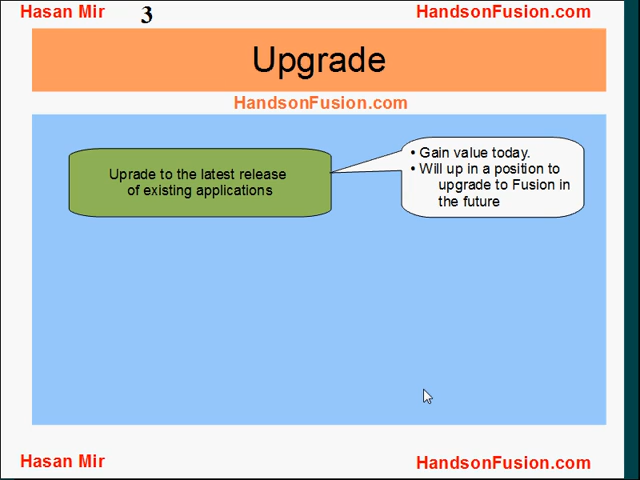 Hasan Mir 3 HandsonFusion.com
Upgrade
HandsonFusion.com
Uprade to the latest release
of existing applications
• Gain value today.
• Will up in a position to
upgrade to Fusion in
the future
Hasan Mir HandsonFusion.com